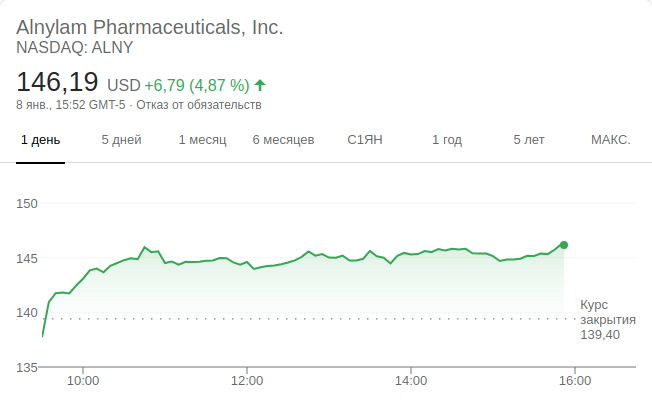 Alnylam Pharmaceuticals, Inc.
NASDAQ: ALNY
146,19 USD +6,79 (4,87 %)
8 янв., 15:52 GMT-5 · Отказ от обязательств
1 день 5 дней 1 месяц 6 месяцев С1ЯН 1 год 5 лет МАКС.
150
145
140
Курс
закрытия
139,40
135
10:00 12:00 14:00 16:00